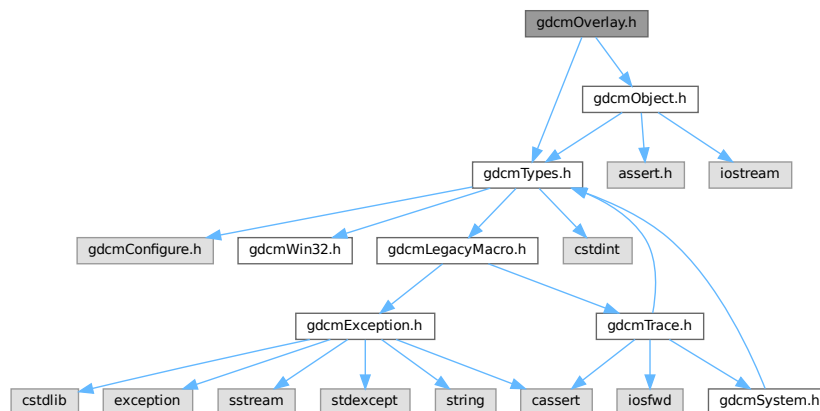 gdcmOverlay.h
gdcmObject.h
gdcmTypes.h
assert.h
iostream
gdcmConfigure.h
gdcmWin32.h
gdcmLegacyMacro.h
cstdint
gdcmException.h
gdcmTrace.h
cstdlib
exception
sstream
stdexcept
string
cassert
iosfwd
gdcmSystem.h